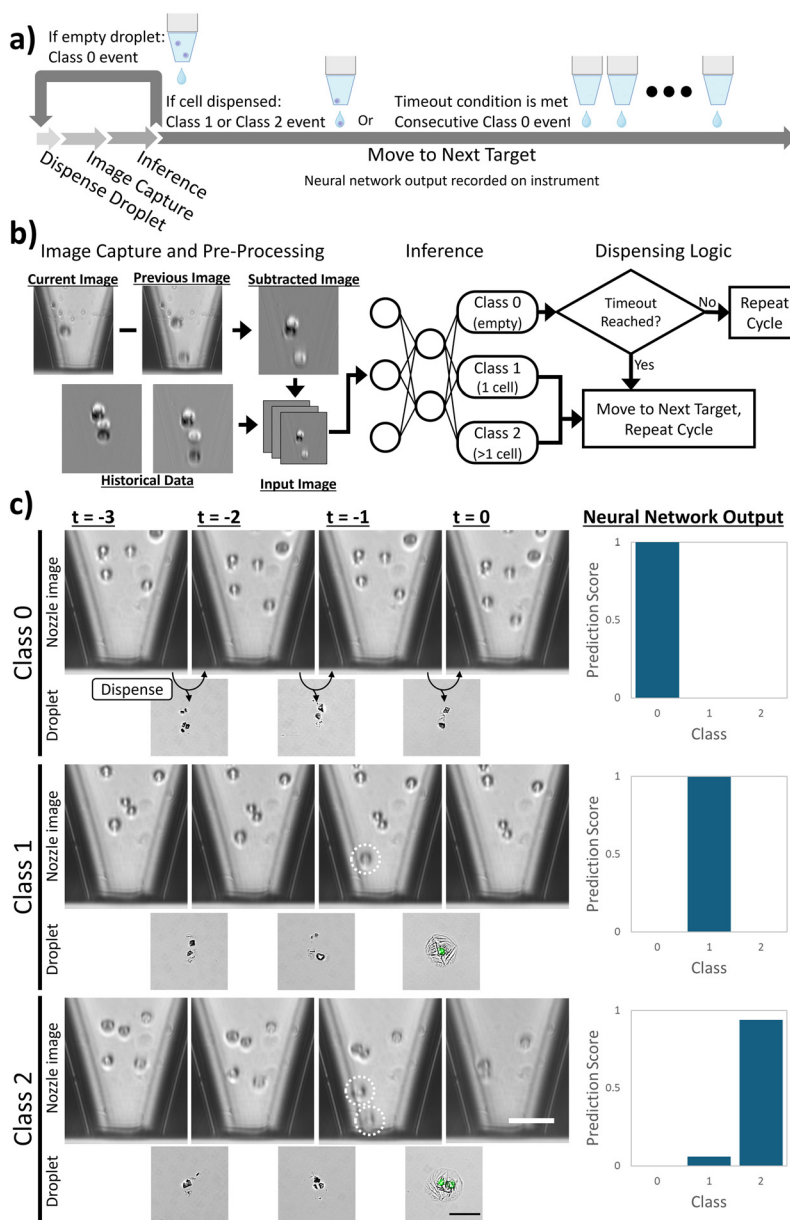 a)
If empty droplet:
Class 0 event
If cell dispensed:
Class 1 or Class 2 event
Or
Timeout condition is met
Consecutive Class 0 event
Dispense Droplet
Image Capture
Inference
Move to Next Target
Neural network output recorded on instrument
b)
Image Capture and Pre-Processing
Inference
Dispensing Logic
Current Image
Previous Image
Subtracted Image
Historical Data
Input Image
Class 0
(empty)
Class 1
(1 cell)
Class 2
(>1 cell)
Timeout
Reached?
No
Repeat
Cycle
Yes
Move to Next Target,
Repeat Cycle
c)
t = -3
t = -2
t = -1
t = 0
Neural Network Output
Class 0
Nozzle image
Dispense
Droplet
Prediction Score
1
0.5
0
0
1
2
Class
Class 1
Nozzle image
Droplet
Prediction Score
1
0.5
0
0
1
2
Class
Class 2
Nozzle image
Droplet
Prediction Score
1
0.5
0
0
1
2
Class